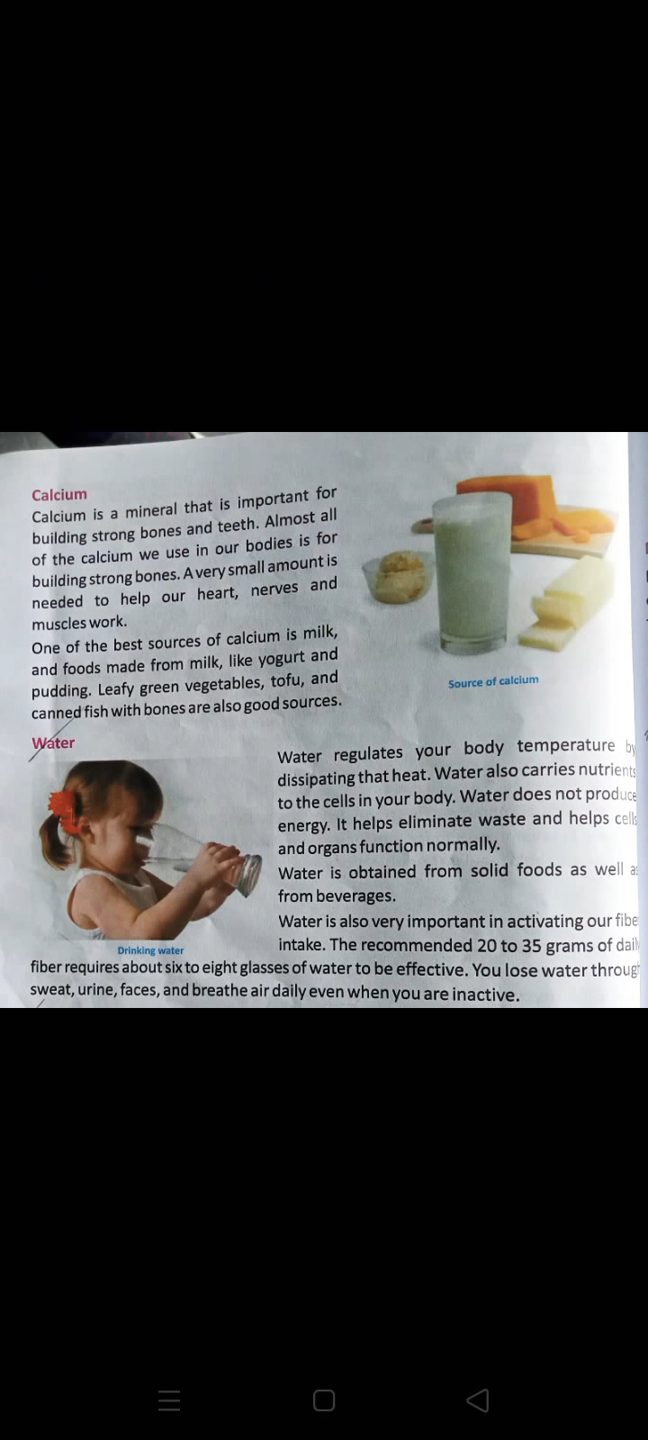 Calcium
Calcium is a mineral that is important for
building strong bones and teeth. Almost all
of the calcium we use in our bodies is for
building strong bones. A very small amount is
needed to help our heart, nerves and
muscles work.
One of the best sources of calcium is milk,
and foods made from milk, like yogurt and
pudding. Leafy green vegetables, tofu, and
canned fish with bones are also good sources.
Source of calcium
Water
Water regulates your body temperature by
dissipating that heat. Water also carries nutrients
to the cells in your body. Water does not produce
energy. It helps eliminate waste and helps cells
and organs function normally.
Water is obtained from solid foods as well a
from beverages.
Water is also very important in activating our fibe
intake. The recommended 20 to 35 grams of dail
Drinking water
fiber requires about six to eight glasses of water to be effective. You lose water throug
sweat, urine, faces, and breathe air daily even when you are inactive.